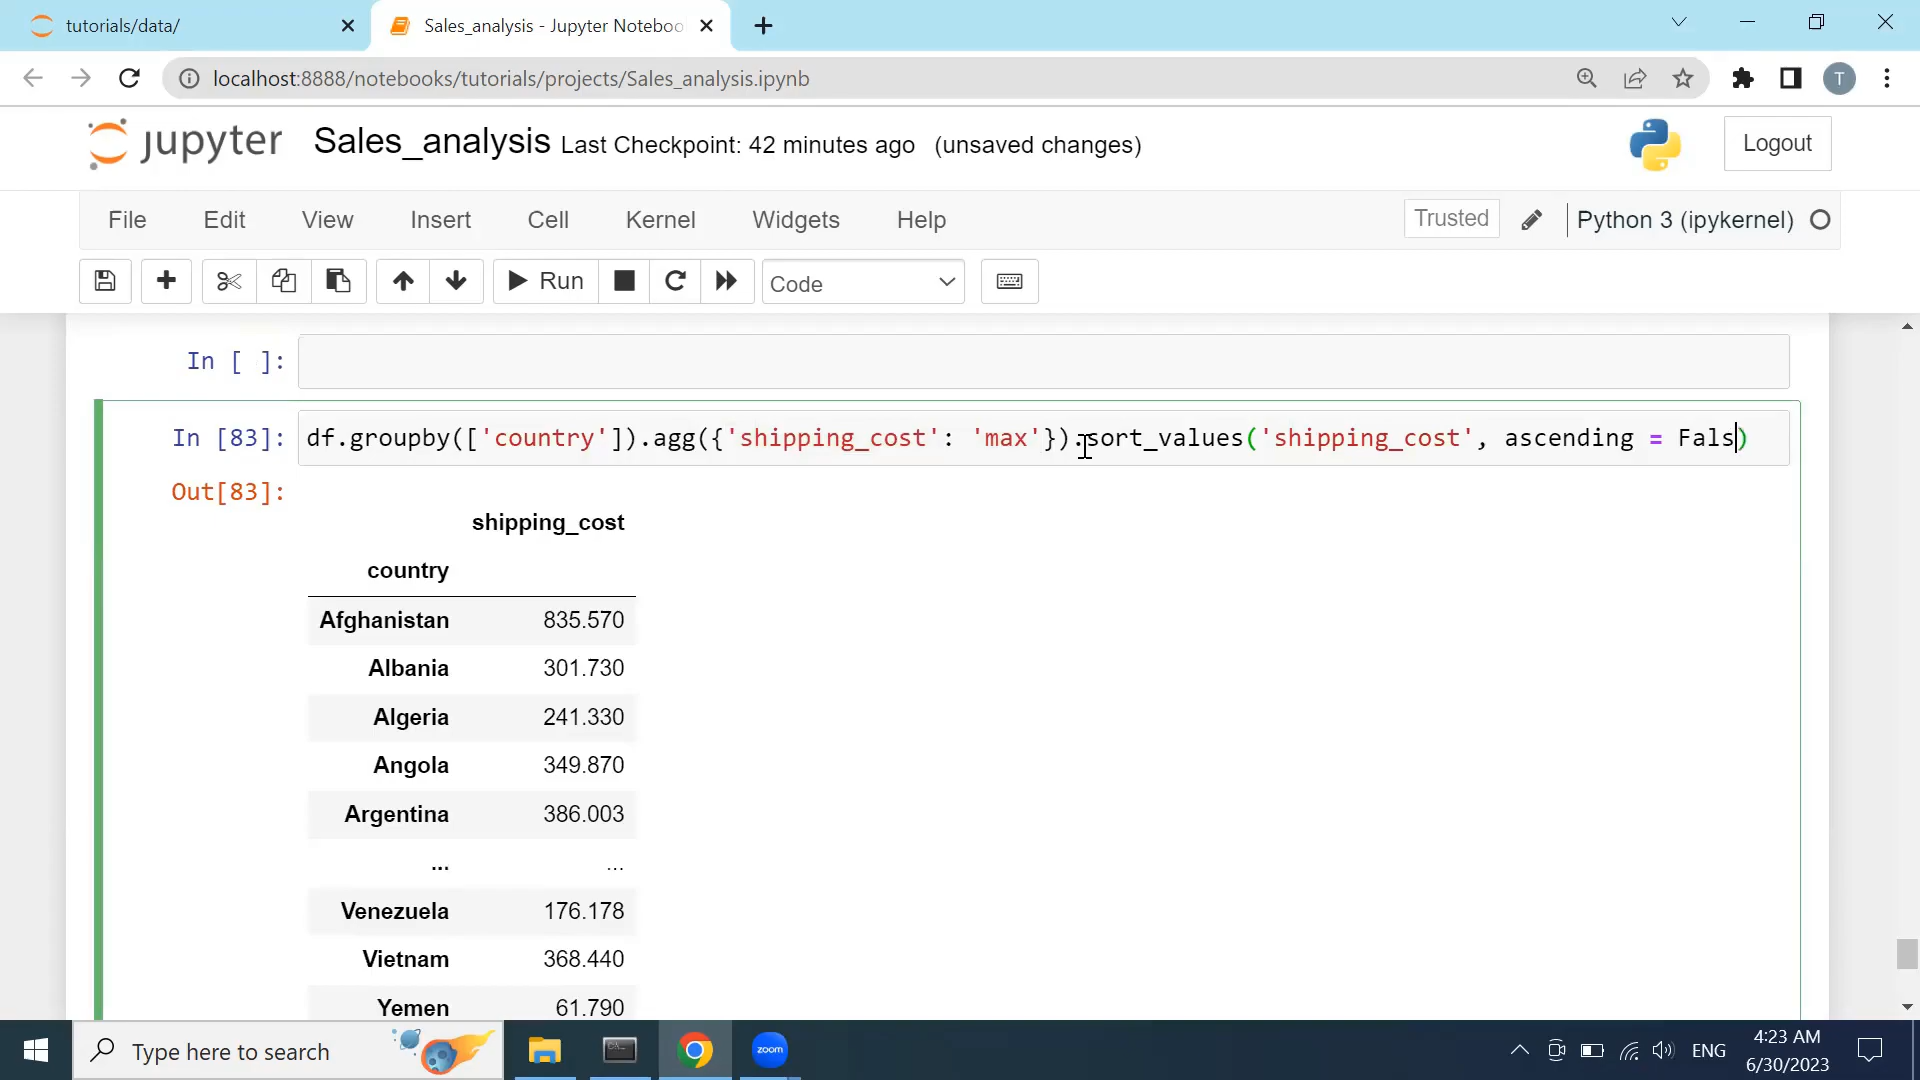 tutorials/data/
Sales_analysis - Jupyter Noteboo
localhost:8888/notebooks/tutorials/projects/Sales_analysis.ipynb
T
jupyter Sales_analysis Last Checkpoint: 42 minutes ago (unsaved changes)
Logout
File Edit View Insert Cell Kernel Widgets Help
Trusted
Python 3 (ipykernel)
Run
Code
In [ ]:
In [83]: df.groupby(['country']).agg({'shipping_cost': 'max'}).sort_values('shipping_cost', ascending = Fals)
Out[83]:
shipping_cost
country
Afghanistan 835.570
Albania 301.730
Algeria 241.330
Angola 349.870
Argentina 386.003
... ...
Venezuela 176.178
Vietnam 368.440
Yemen 61.790
Type here to search
zoom
ENG
4:23 AM
6/30/2023